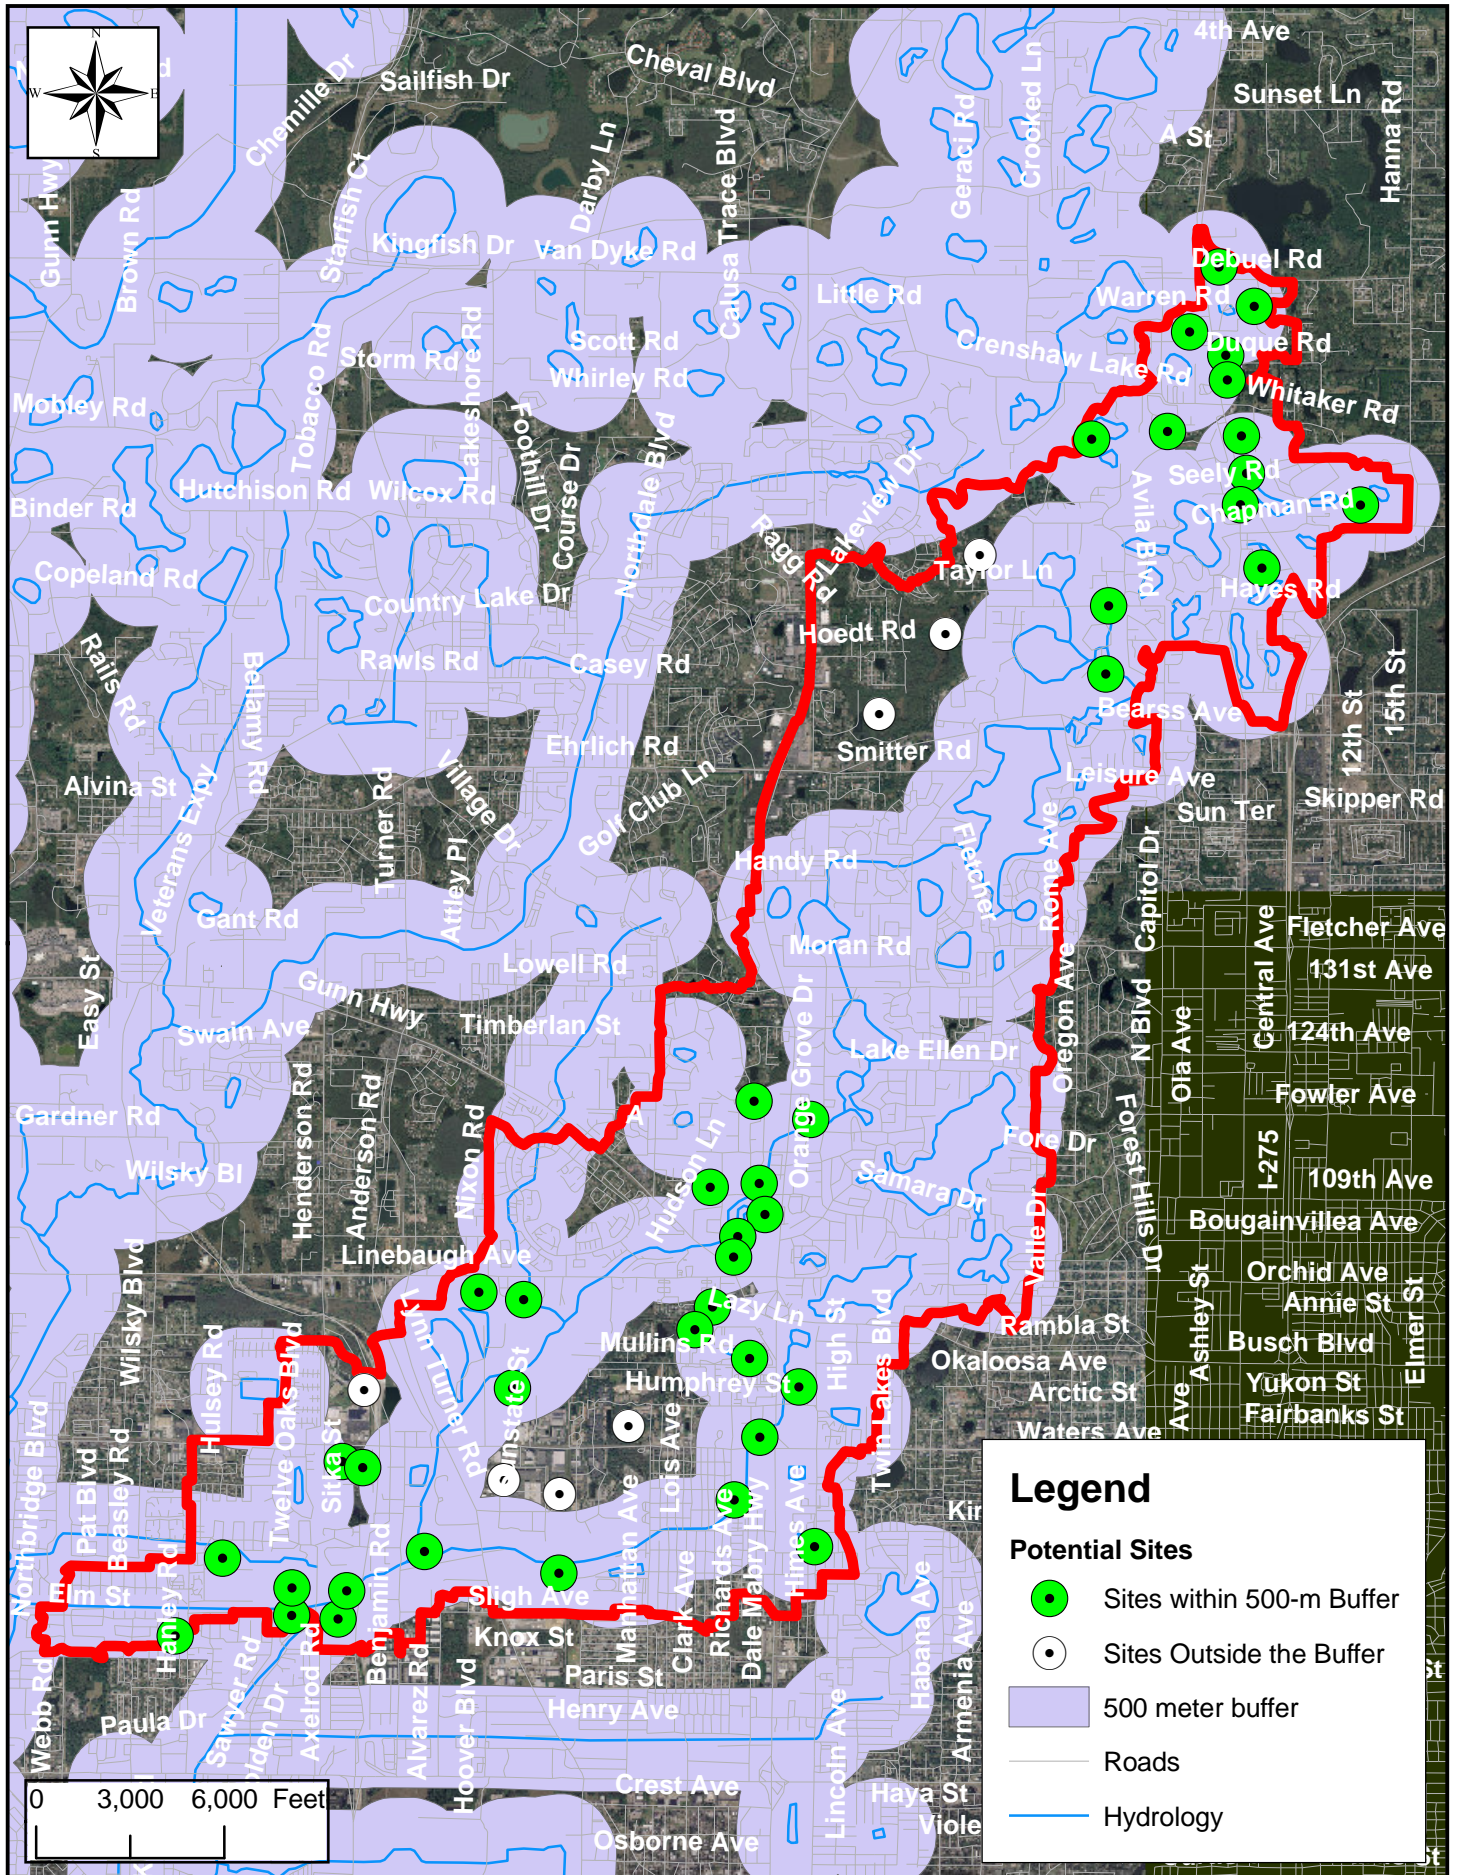 N
W E
S
4th Ave
Cheval Blvd
Sailfish Dr
Chemille Dr
Sunset Ln
A St
Hanna Rd
Geraci Rd
Crooked Ln
Darby Ln
Calusa Trace Blvd
Gunn Hwy
Brown Rd
Starfish Ct
Kingfish Dr
Van Dyke Rd
Debuel Rd
Little Rd
Warren Rd
Scott Rd
Storm Rd
Lakeshore Rd
Whirley Rd
Crenshaw Lake Rd
Duque Rd
Whitaker Rd
Mobley Rd
Tobacco Rd
Foothill Dr
Course Dr
Northdale Blvd
Lakeview Dr
Seely Rd
Chapman Rd
Hutchison Rd
Wilcox Rd
Binder Rd
Avila Blvd
Ragg Rd
Taylor Ln
Copeland Rd
Country Lake Dr
Hayes Rd
Hoedt Rd
Rails Rd
Bellamy Rd
Rawls Rd
Casey Rd
12th St
15th St
Bearss Ave
Ehrlich Rd
Smitter Rd
Alvina St
Veterans Expy
Turner Rd
Village Dr
Golf Club Ln
Leisure Ave
Sun Ter
Skipper Rd
Attley Pl
Handy Rd
Fletcher
Rome Ave
Capitol Dr
Gant Rd
Moran Rd
Fletcher Ave
131st Ave
Easy St
Lowell Rd
Gunn Hwy
Swain Ave
Timberlan St
Orange Grove Dr
Lake Ellen Dr
Oregon Ave
N Blvd
Ola Ave
Central Ave
124th Ave
Fowler Ave
Gardner Rd
Henderson Rd
Anderson Rd
Nixon Rd
A
Hudson Ln
Fore Dr
Forest Hills Dr
I-275
109th Ave
Wilsky Bl
Samara Dr
Bougainvillea Ave
Linebaugh Ave
Valle Dr
Orchid Ave
Annie St
Wilsky Blvd
Lynn Turner Rd
Lazy Ln
High St
Twin Lakes Blvd
Rambla St
Ashley St
Busch Blvd
Elmer St
Mullins Rd
Okaloosa Ave
Hulsey Rd
Twelve Oaks Blvd
Humphrey St
Arctic St
Yukon St
Fairbanks St
Waters Ave
Ave
Northbridge Blvd
Pat Blvd
Beasley Rd
Sitka St
Lois Ave
Manhattan Ave
Richards Ave
Dale Mabry Hwy
Himes Ave
Clark Ave
Elm St
Hanley Rd
Benjamin Rd
Sligh Ave
Knox St
Paris St
Henry Ave
Habana Ave
Armenia Ave
Webb Rd
Paula Dr
Sawyer Rd
Axelrod Rd
Alvarez Rd
Hoover Blvd
Crest Ave
Lincoln Ave
Haya St
Osborne Ave
0 3,000 6,000 Feet
Legend
Potential Sites
Sites within 500-m Buffer
Sites Outside the Buffer
500 meter buffer
Roads
Hydrology